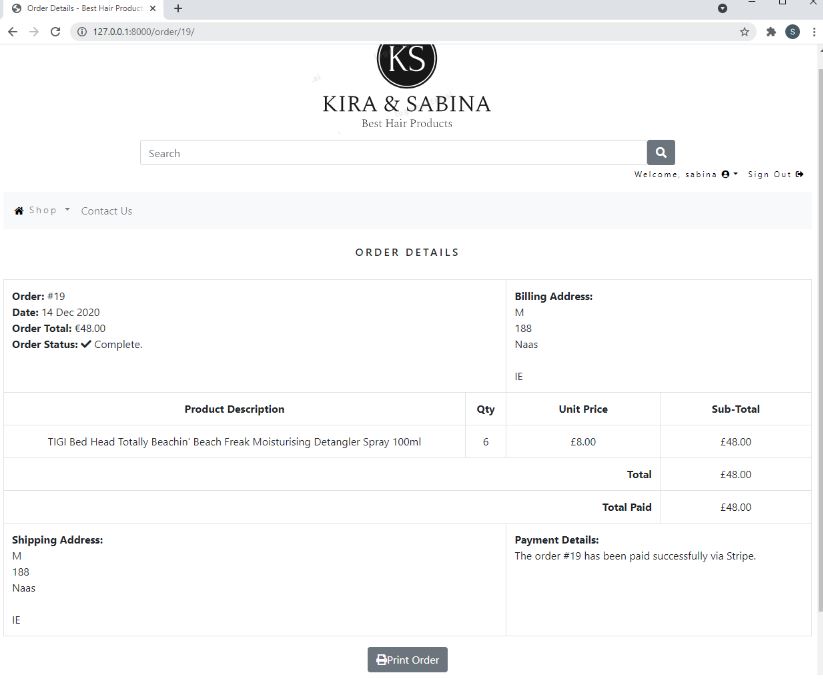 Order Details - Best Hair Produc
127.0.0.1:8000/order/19/
S
KS
KIRA & SABINA
Best Hair Products
Search
Welcome, sabina Sign Out
Shop Contact Us
ORDER DETAILS
Order: #19
Date: 14 Dec 2020
Order Total: €48.00
Order Status: Complete.
Billing Address:
M
188
Naas
IE
Product Description Qty Unit Price Sub-Total
TIGI Bed Head Totally Beachin' Beach Freak Moisturising Detangler Spray 100ml 6 £8.00 £48.00
Total £48.00
Total Paid £48.00
Shipping Address:
M
188
Naas
IE
Payment Details:
The order #19 has been paid successfully via Stripe.
Print Order